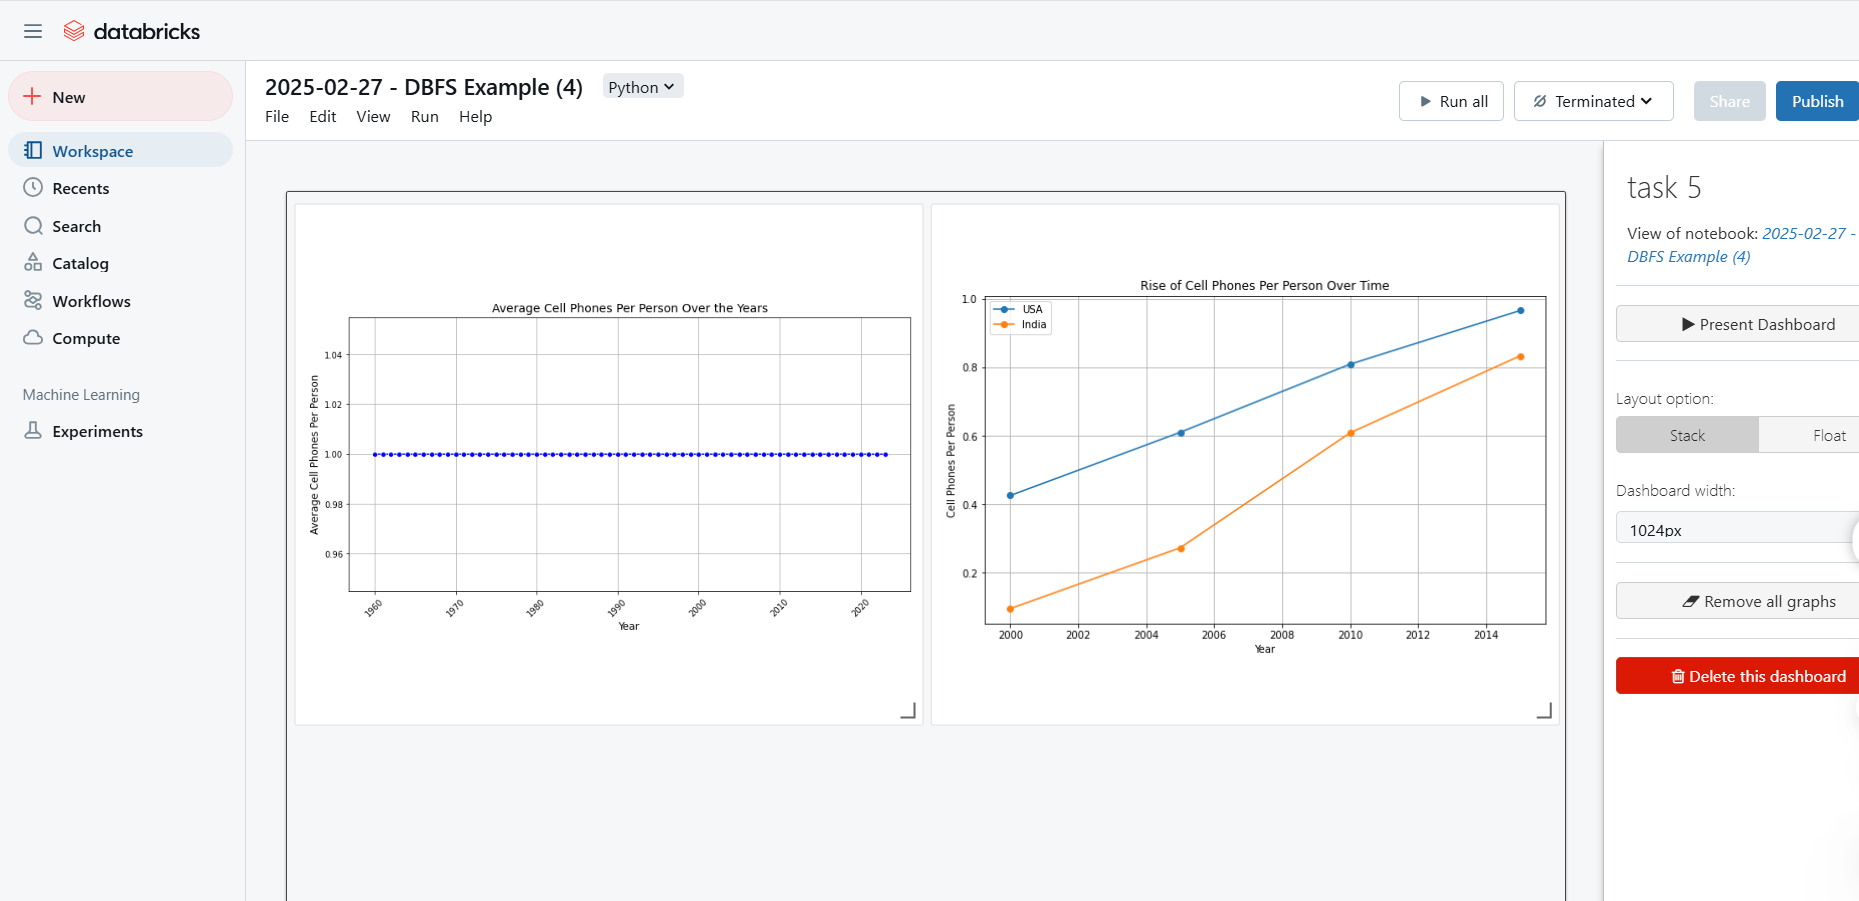 databricks
New
Workspace
Recents
Search
Catalog
Workflows
Compute
Machine Learning
Experiments
2025-02-27 - DBFS Example (4)
Python
File Edit View Run Help
Run all
Terminated
Share
Publish
Average Cell Phones Per Person Over the Years
Average Cell Phones Per Person
1.04
1.02
1.00
0.98
0.96
1960 1970 1980 1990 2000 2010 2020
Year
Rise of Cell Phones Per Person Over Time
USA
India
Cell Phones Per Person
1.0
0.8
0.6
0.4
0.2
2000 2002 2004 2006 2008 2010 2012 2014
Year
task 5
View of notebook: 2025-02-27 -
DBFS Example (4)
Present Dashboard
Layout option:
Stack Float
Dashboard width:
1024px
Remove all graphs
Delete this dashboard